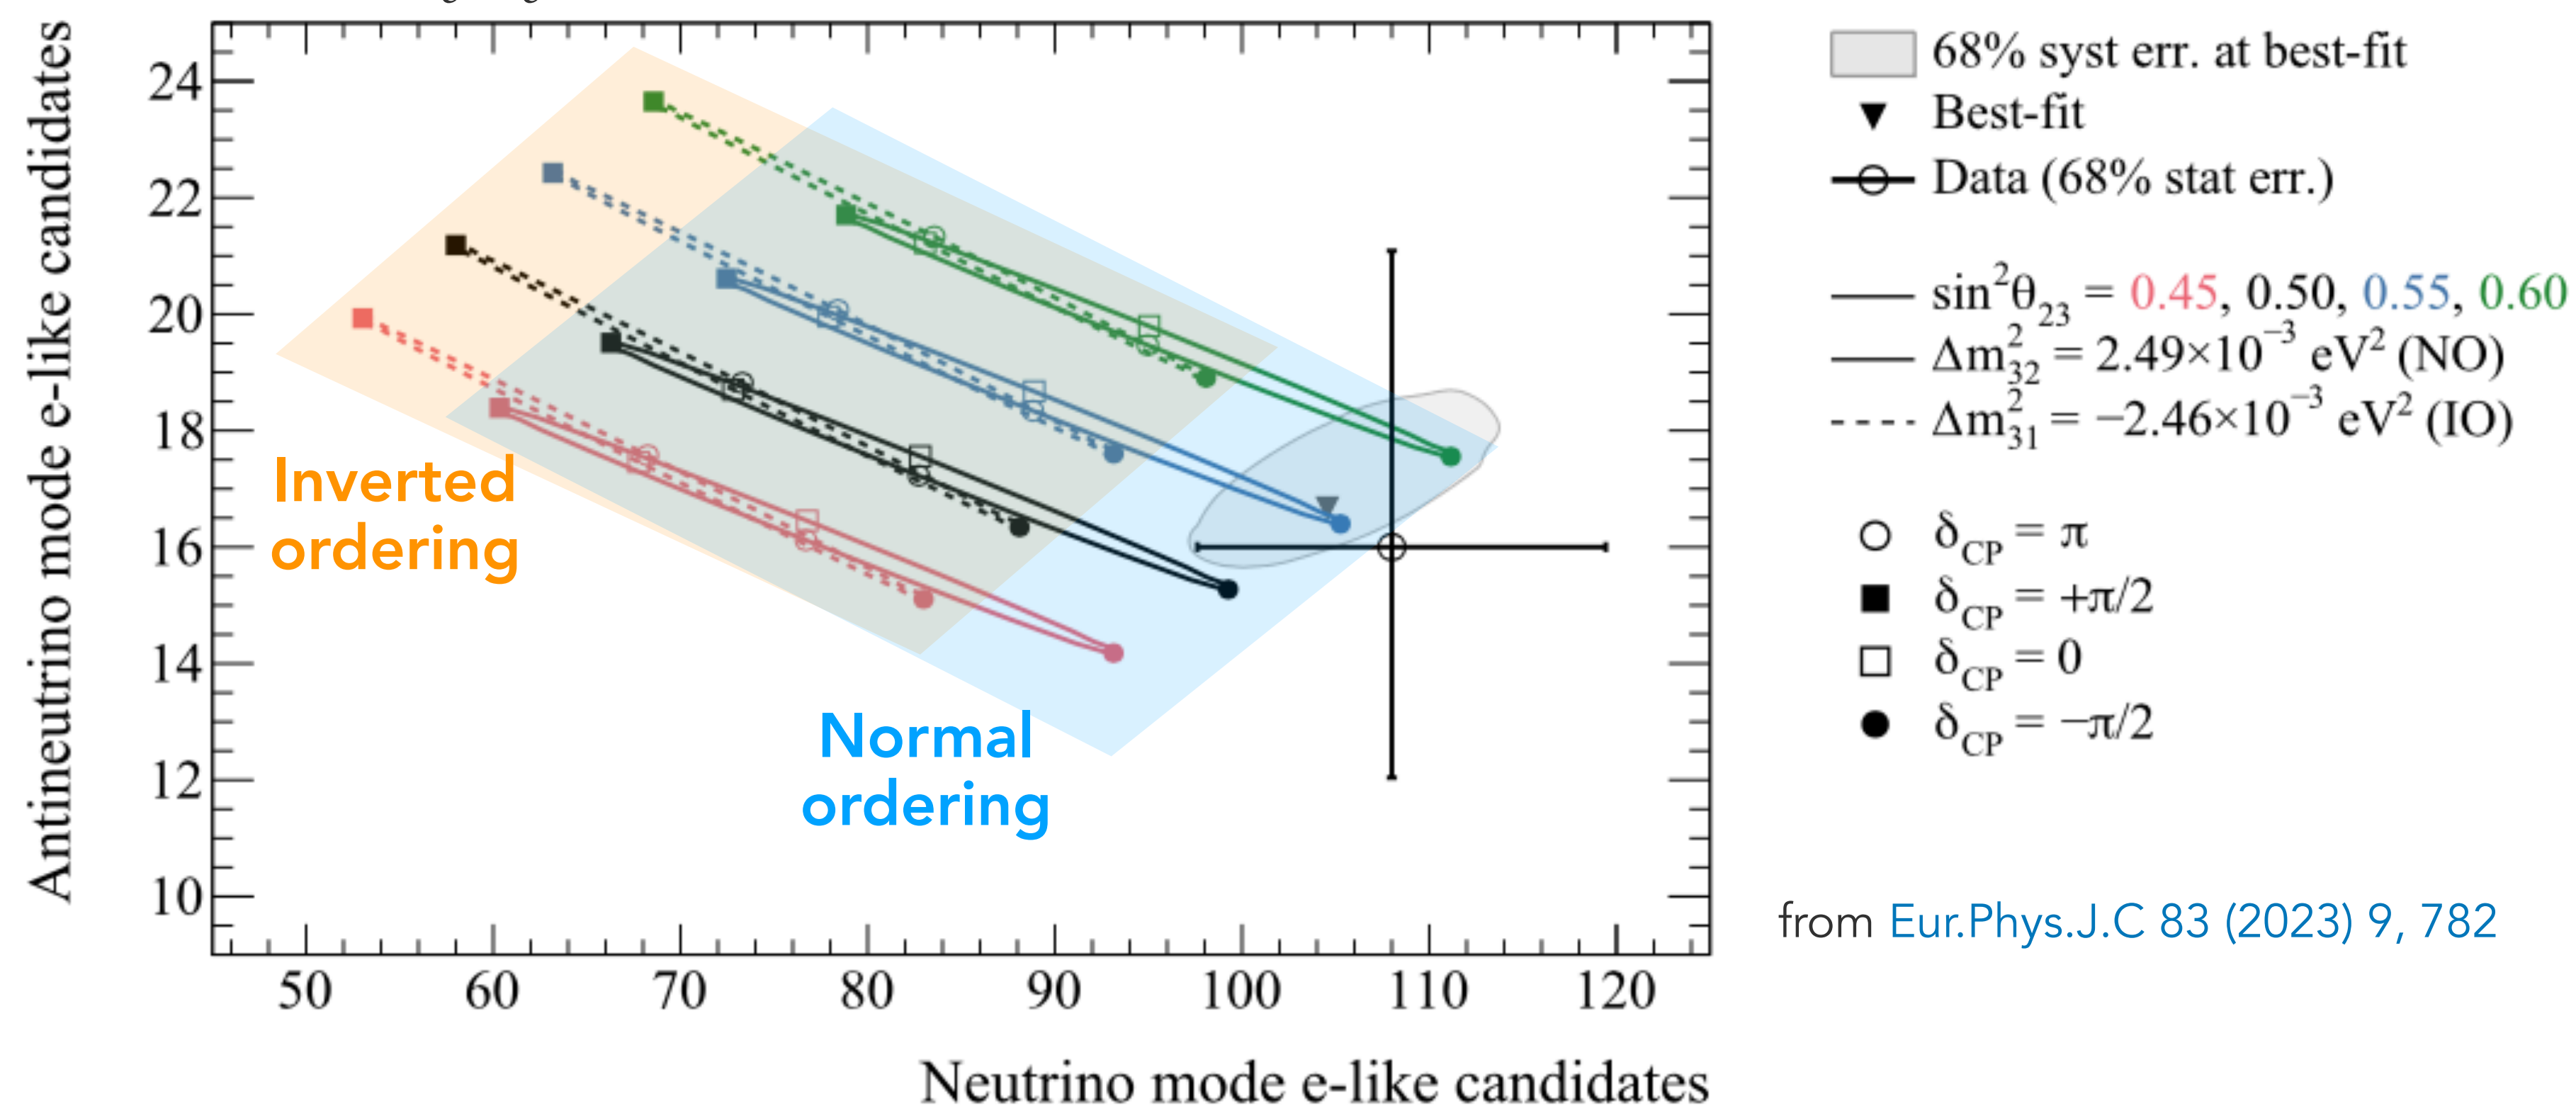 Antineutrino mode e-like candidates
24
22
20
18
16
14
12
10
50 60 70 80 90 100 110 120
Neutrino mode e-like candidates
Inverted
ordering
Normal
ordering
68% syst err. at best-fit
Best-fit
Data (68% stat err.)
sin²θ₂₃ = 0.45, 0.50, 0.55, 0.60
Δm²₃₂ = 2.49×10⁻³ eV² (NO)
Δm²₃₁ = −2.46×10⁻³ eV² (IO)
δCP = π
δCP = +π/2
δCP = 0
δCP = −π/2
from Eur.Phys.J.C 83 (2023) 9, 782